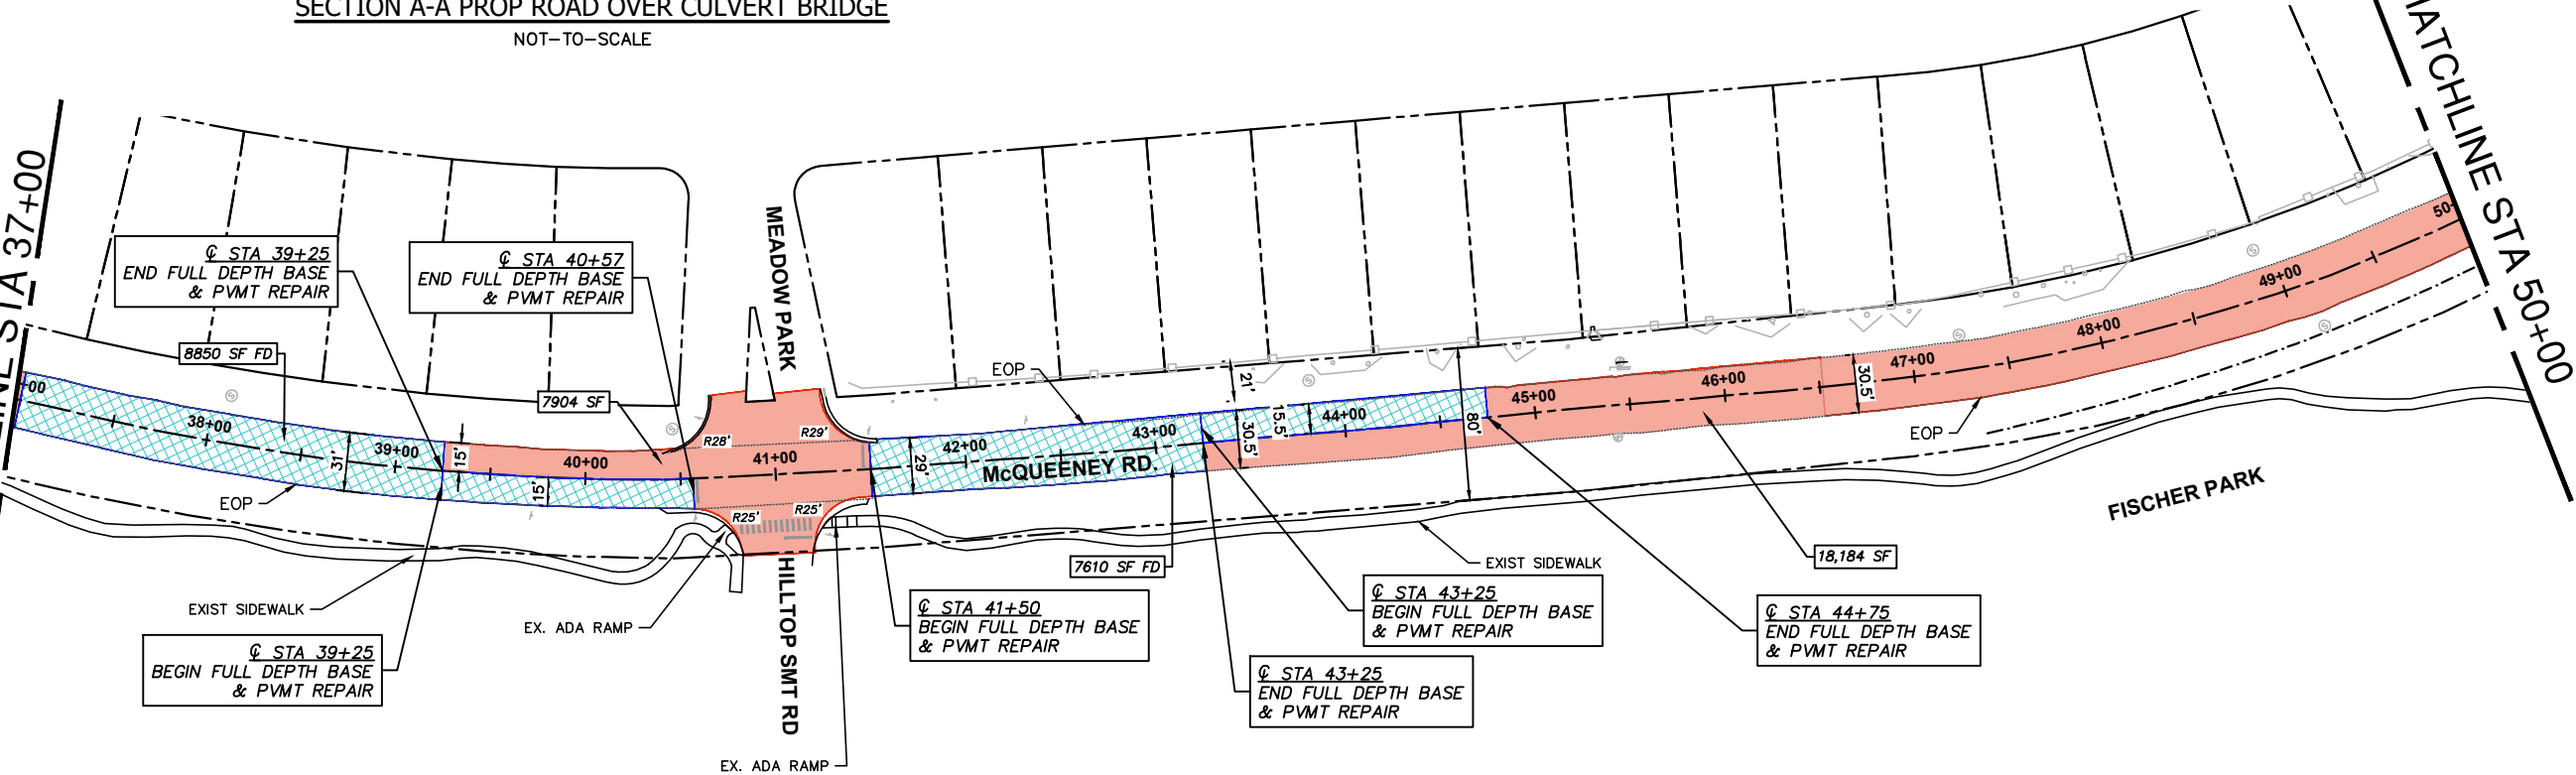 SECTION A-A PROP ROAD OVER CULVERT BRIDGE
NOT-TO-SCALE
STA 37+00
MATCHLINE STA 50+00
℄ STA 39+25
END FULL DEPTH BASE
& PVMT REPAIR
℄ STA 40+57
END FULL DEPTH BASE
& PVMT REPAIR
MEADOW PARK
8850 SF FD
7904 SF
EOP
21'
00
38+00
39+00
31'
15'
40+00
15'
R28'
R29'
41+00
R25'
R25'
29'
42+00
43+00
McQUEENEY RD.
30.5'
15.5'
44+00
80'
45+00
46+00
30.5'
47+00
48+00
49+00
50
EOP
EOP
FISCHER PARK
HILLTOP SMT RD
7610 SF FD
18,184 SF
EXIST SIDEWALK
EXIST SIDEWALK
EX. ADA RAMP
EX. ADA RAMP
℄ STA 39+25
BEGIN FULL DEPTH BASE
& PVMT REPAIR
℄ STA 41+50
BEGIN FULL DEPTH BASE
& PVMT REPAIR
℄ STA 43+25
BEGIN FULL DEPTH BASE
& PVMT REPAIR
℄ STA 43+25
END FULL DEPTH BASE
& PVMT REPAIR
℄ STA 44+75
END FULL DEPTH BASE
& PVMT REPAIR